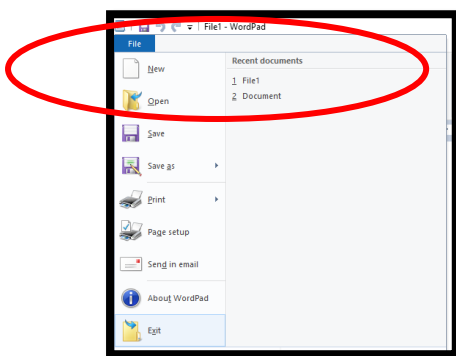 File1 - WordPad
File
New
Open
Save
Save as
Print
Page setup
Send in email
About WordPad
Exit
Recent documents
1 File1
2 Document